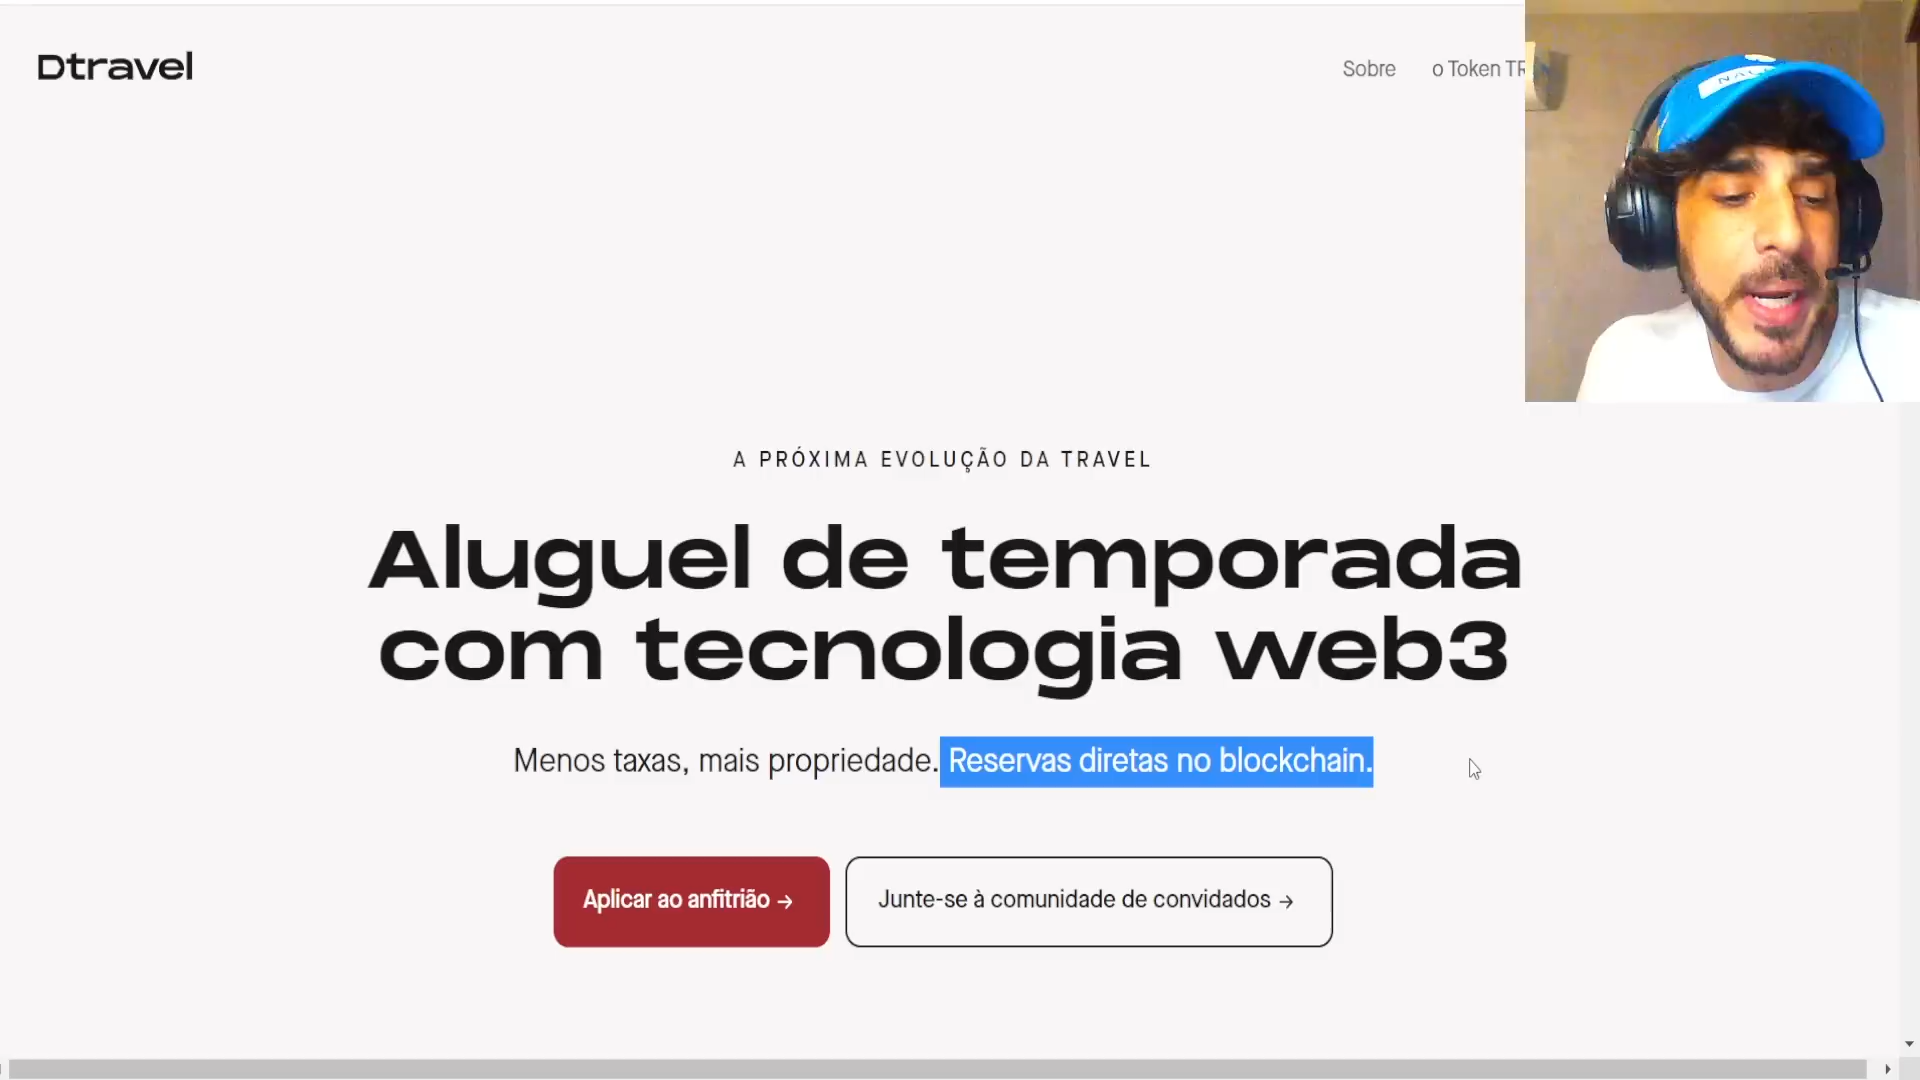 Dtravel
Sobre
o Token
A PRÓXIMA EVOLUÇÃO DA TRAVEL
Aluguel de temporada
com tecnologia web3
Menos taxas, mais propriedade. Reservas diretas no blockchain.
Aplicar ao anfitrião →
Junte-se à comunidade de convidados →